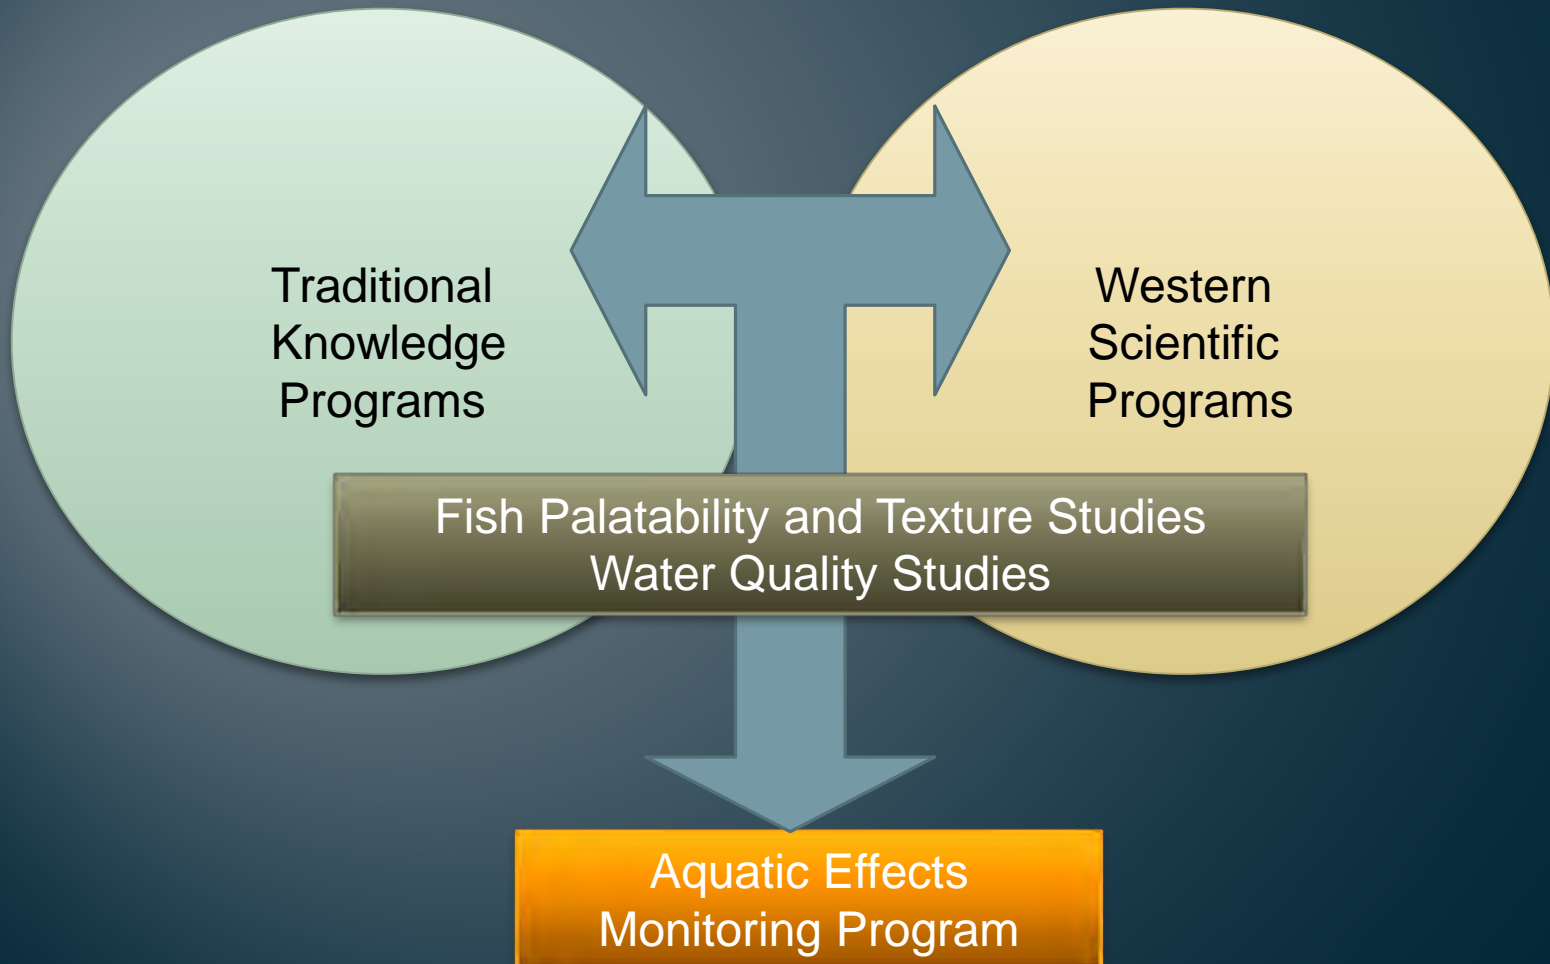 Traditional
Knowledge
Programs
Western
Scientific
Programs
Fish Palatability and Texture Studies
Water Quality Studies
Aquatic Effects
Monitoring Program